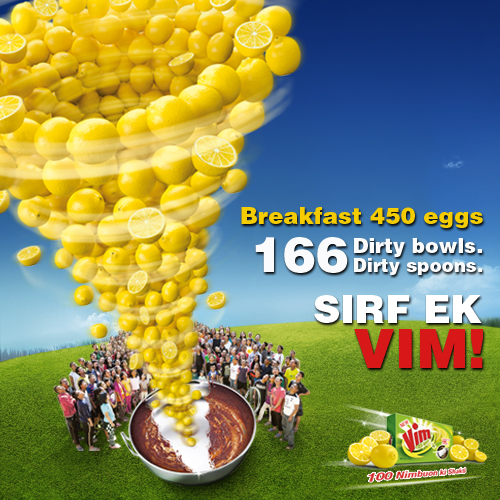 Breakfast 450 eggs
166 Dirty bowls.
Dirty spoons.
SIRF EK
VIM!
Vim
100 Nimbuon ki Shakti